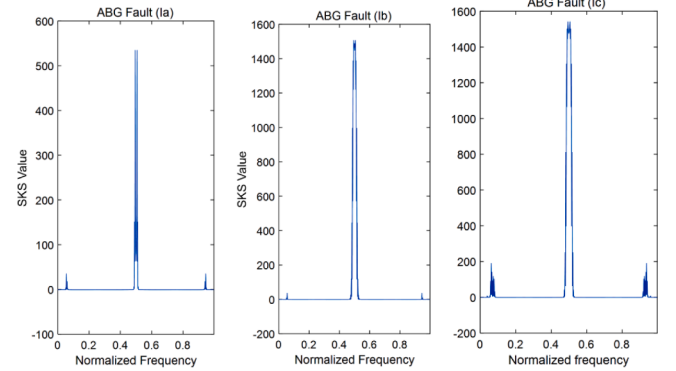 ABG Fault (Ia)
600
500
400
300
200
100
0
-100
0 0.2 0.4 0.6 0.8
Normalized Frequency
SKS Value
ABG Fault (Ib)
1600
1400
1200
1000
800
600
400
200
0
-200
0 0.2 0.4 0.6 0.8
Normalized Frequency
SKS Value
ABG Fault (Ic)
1600
1400
1200
1000
800
600
400
200
0
-200
0 0.2 0.4 0.6 0.8
Normalized frequency